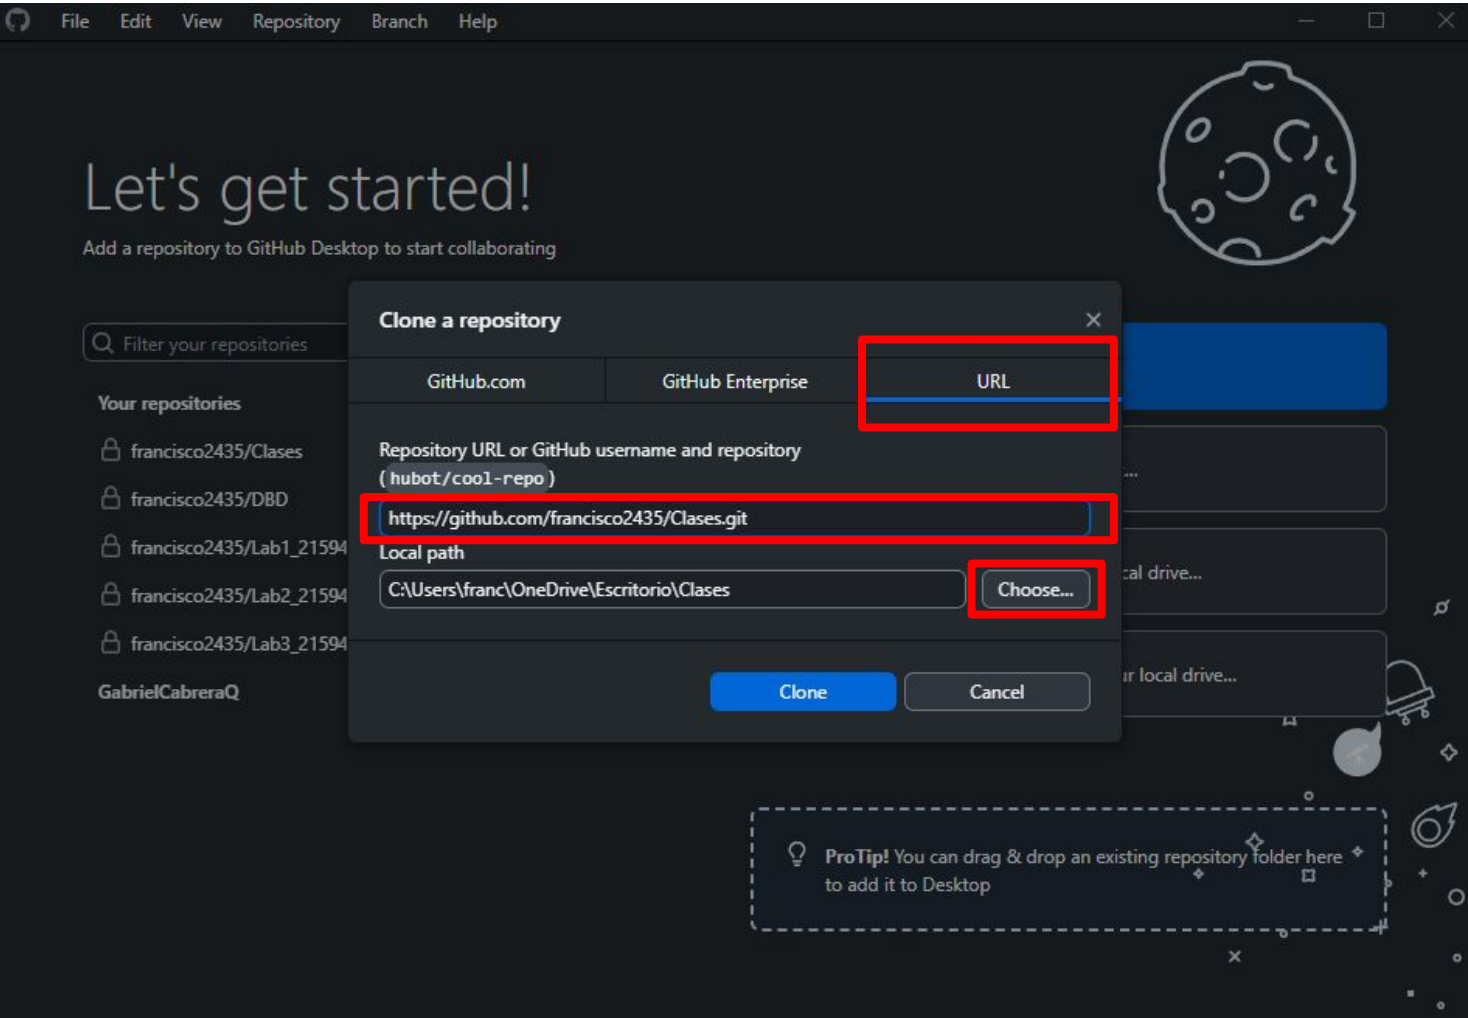 File Edit View Repository Branch Help
Let's get started!
Add a repository to GitHub Desktop to start collaborating
Filter your repositories
Your repositories
francisco2435/Clases
francisco2435/DBD
francisco2435/Lab1_21594
francisco2435/Lab2_21594
francisco2435/Lab3_21594
GabrielCabreraQ
Clone a repository
GitHub.com GitHub Enterprise URL
Repository URL or GitHub username and repository
(hubot/cool-repo)
https://github.com/francisco2435/Clases.git
Local path
C:\Users\franc\OneDrive\Escritorio\Clases Choose...
Clone Cancel
...
cal drive...
ur local drive...
ProTip! You can drag & drop an existing repository folder here
to add it to Desktop